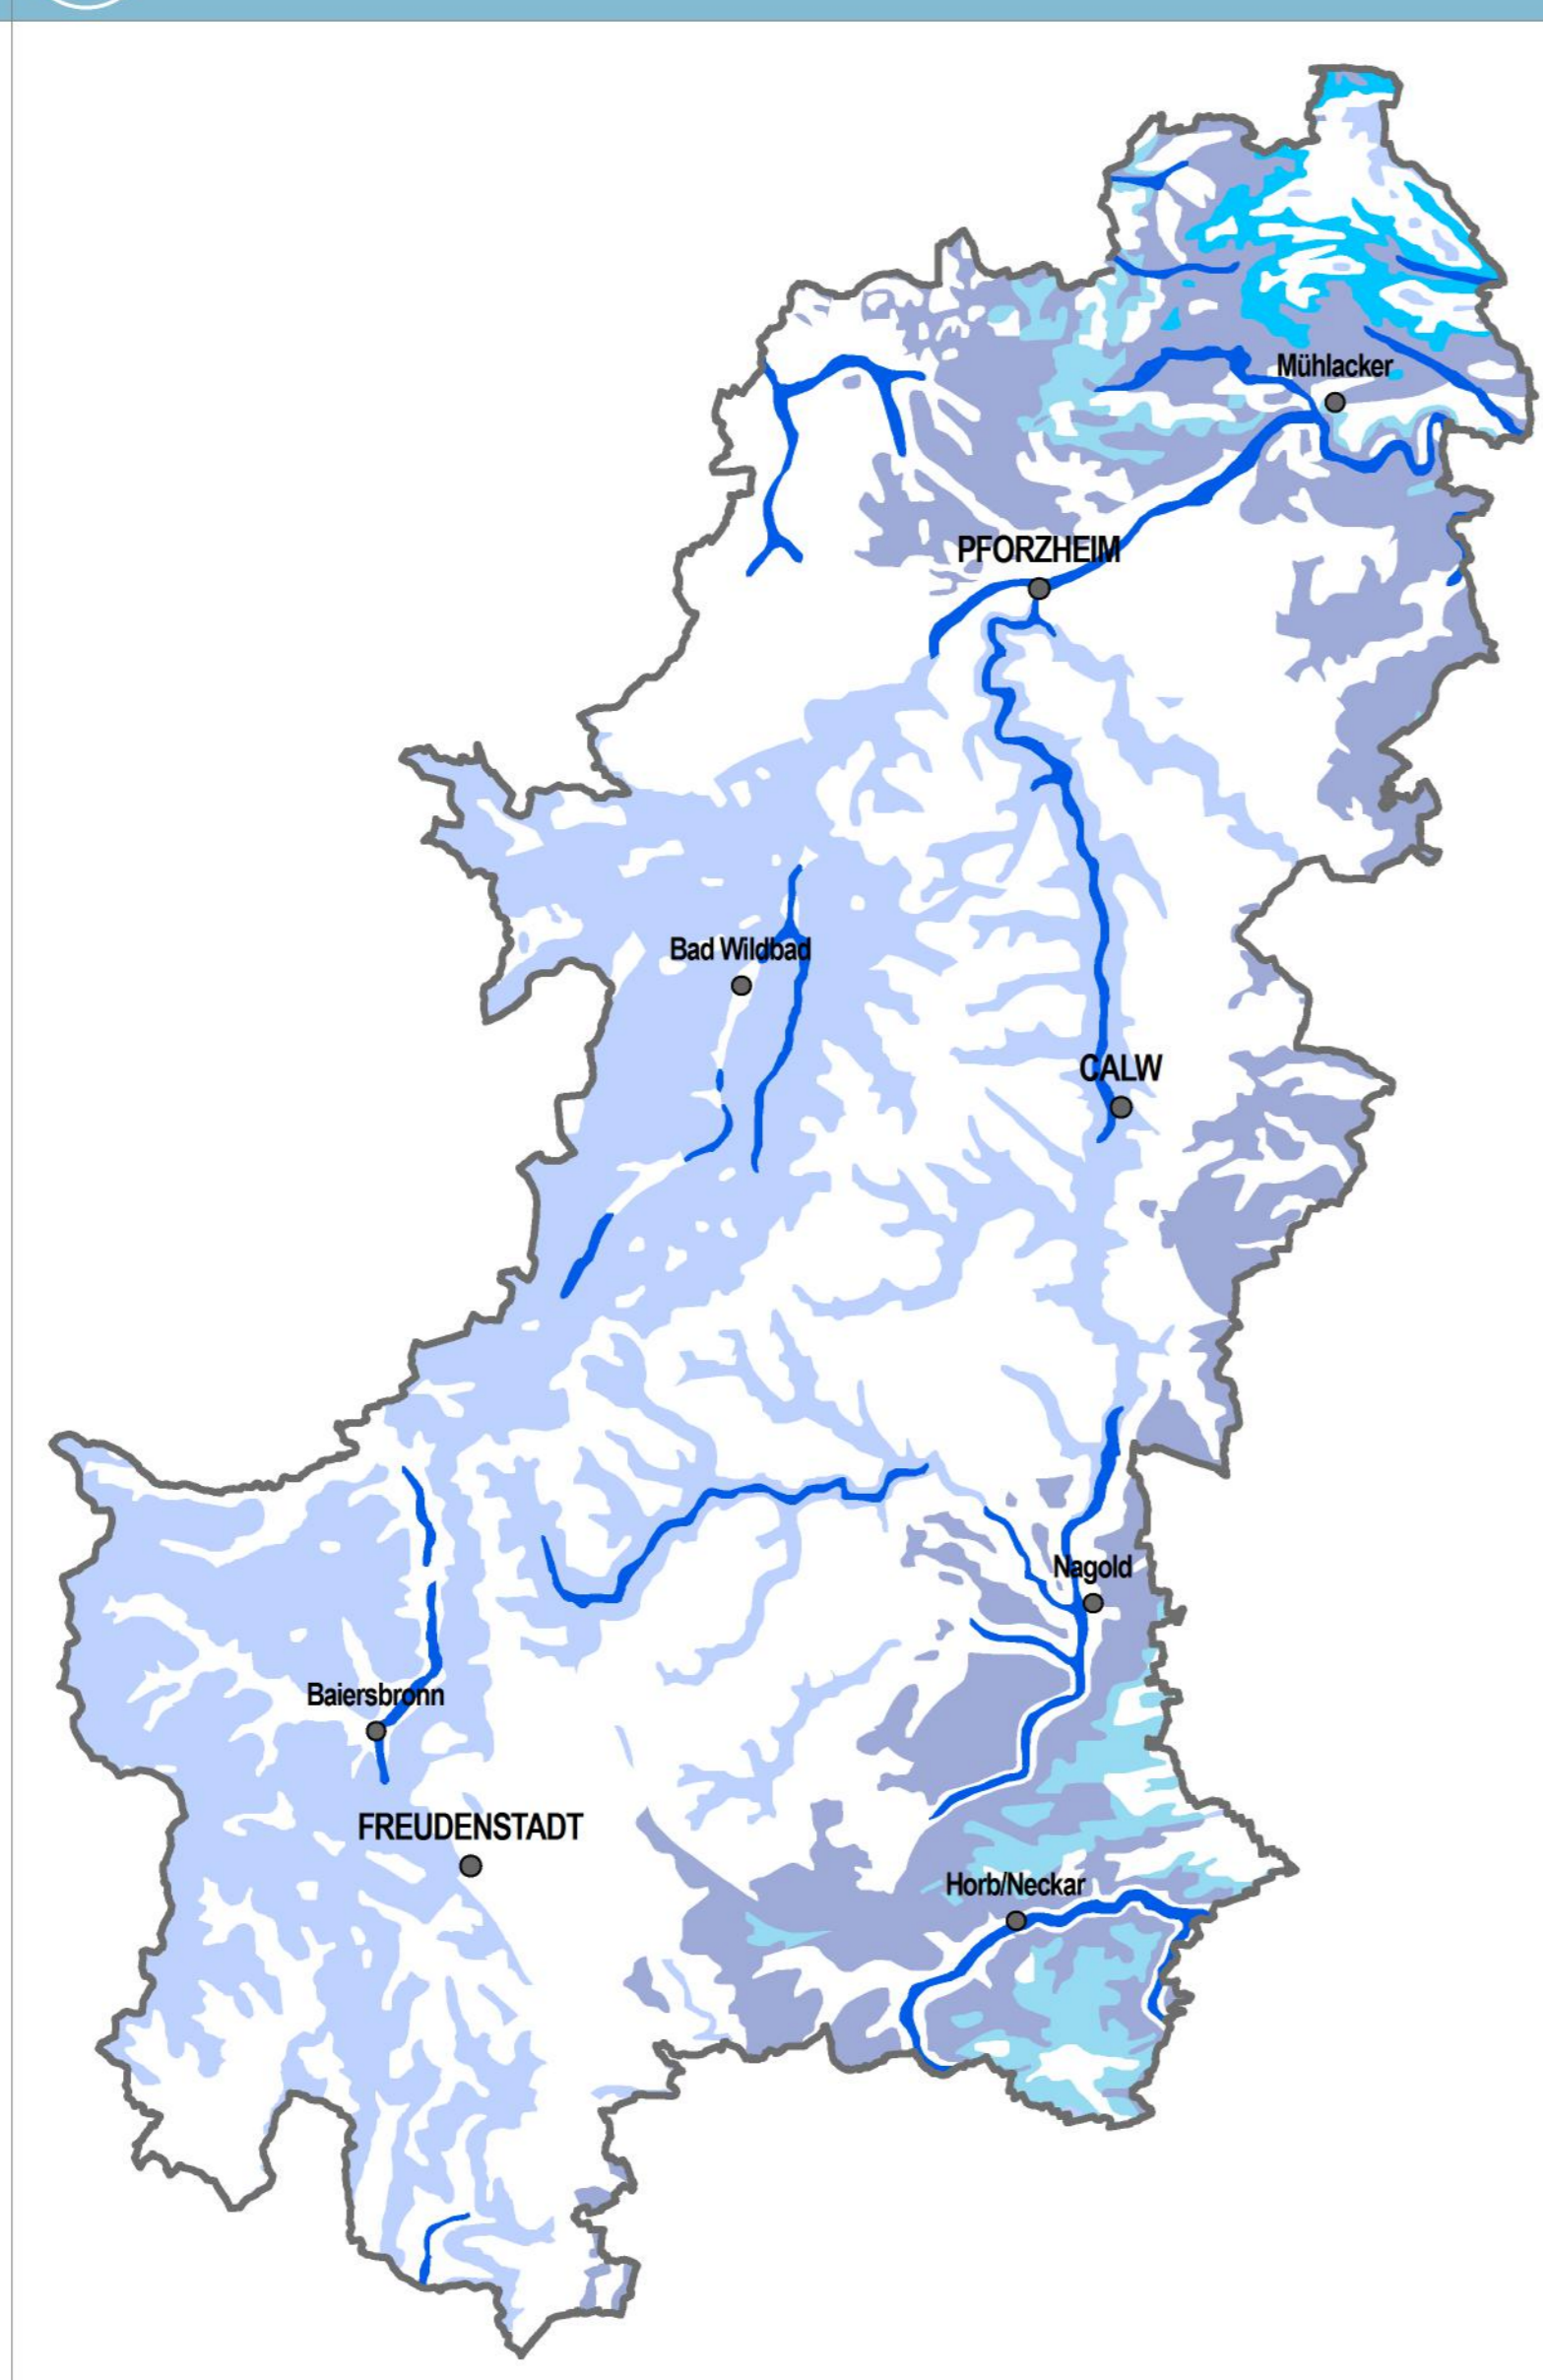 Mühlacker
PFORZHEIM
Bad Wildbad
CALW
Nagold
Baiersbronn
FREUDENSTADT
Horb/Neckar